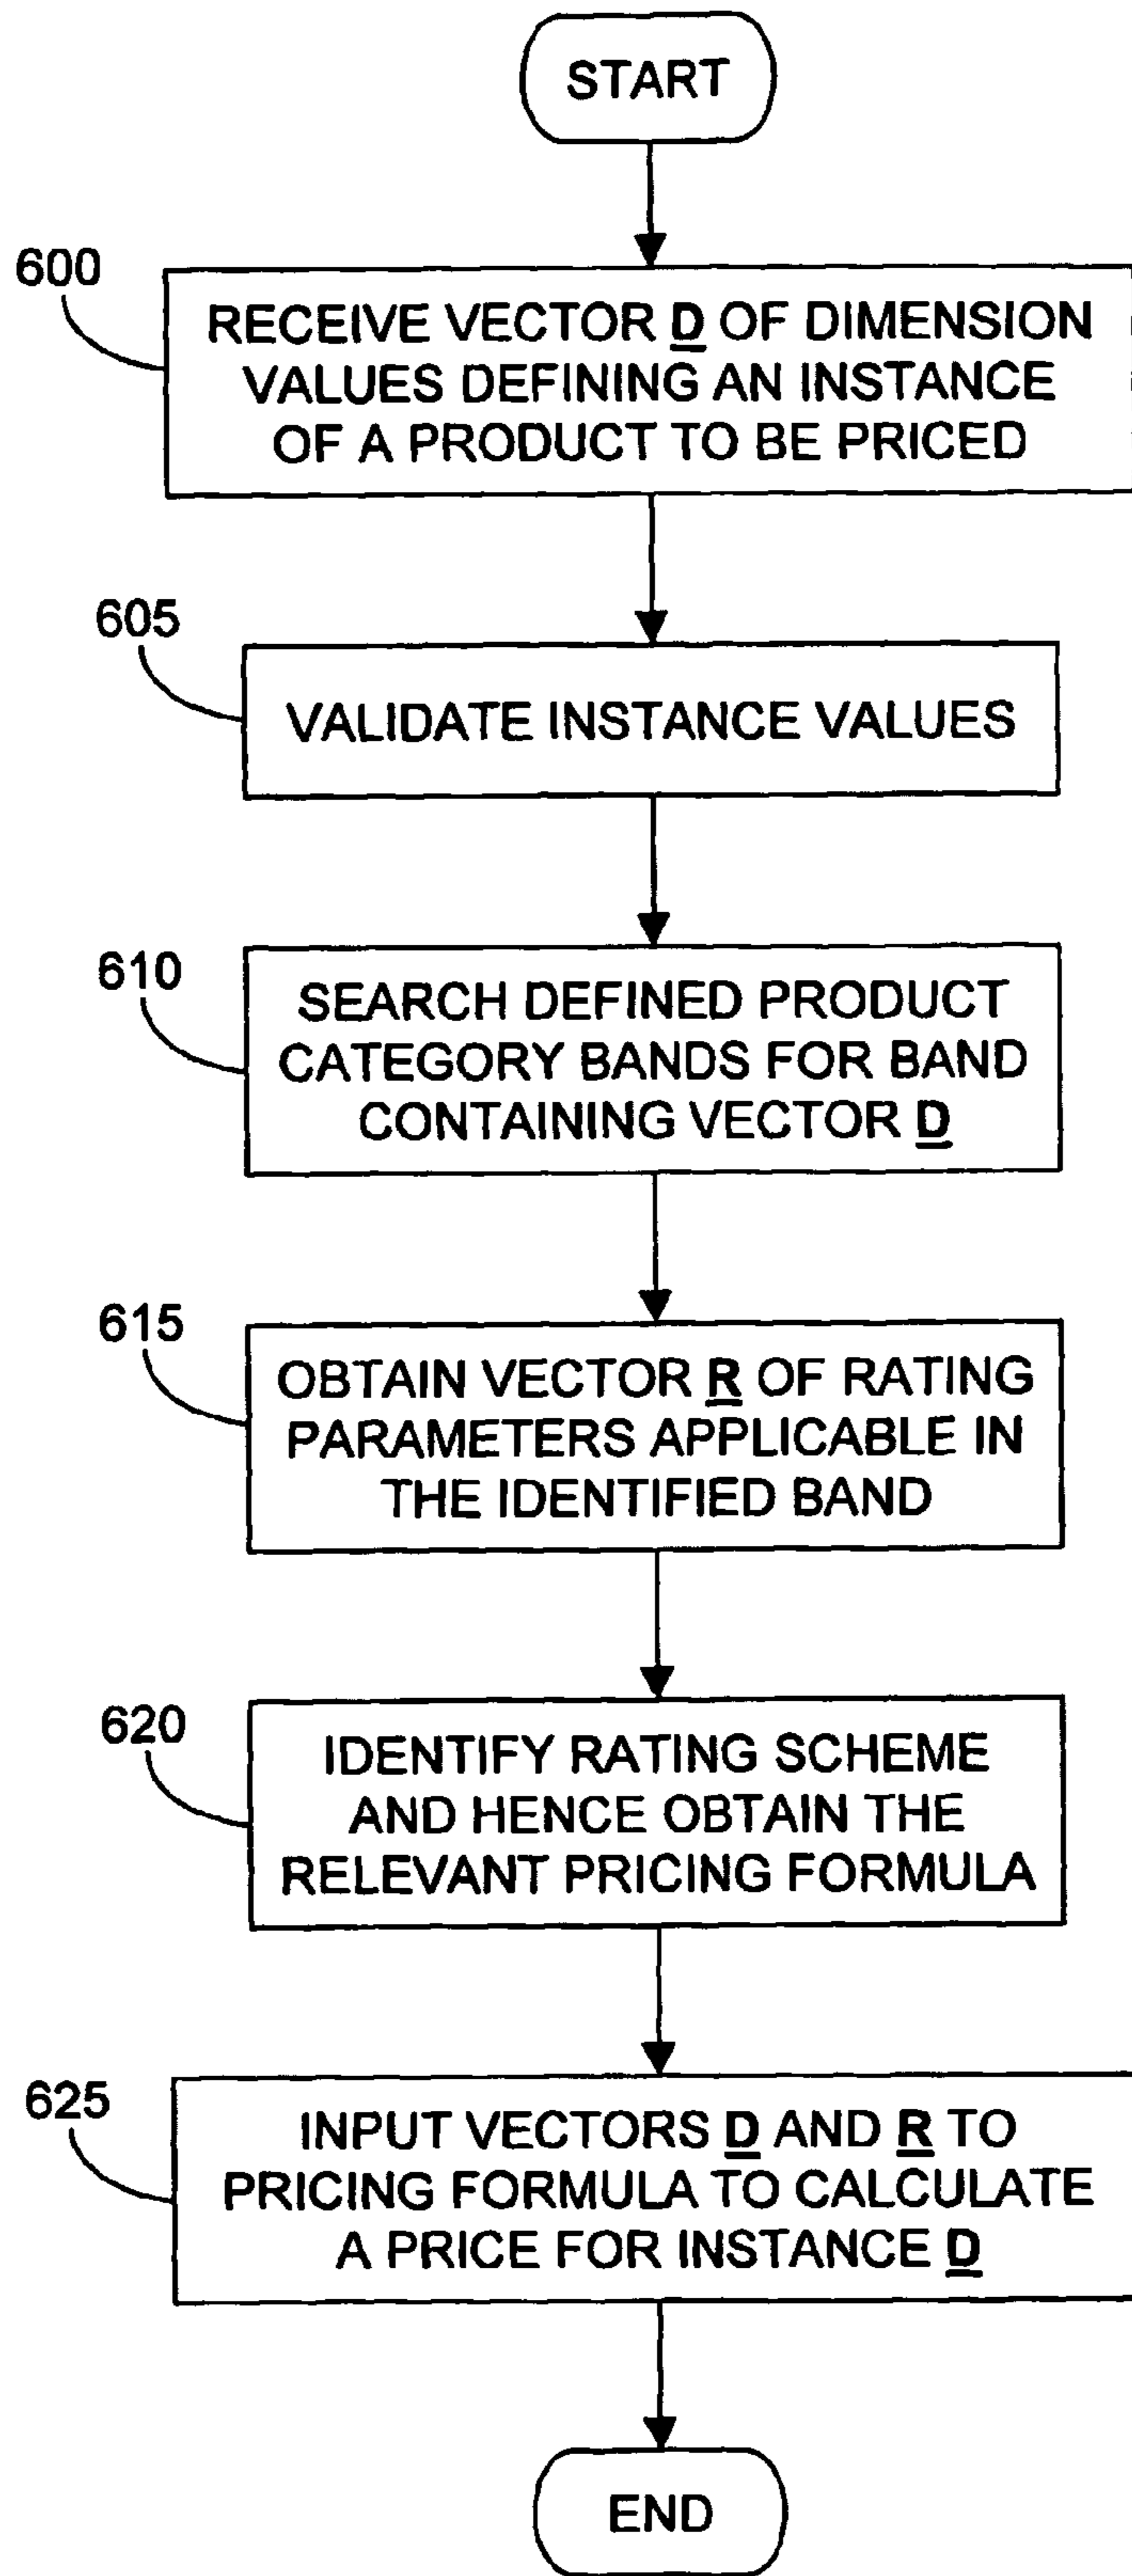 START
600
RECEIVE VECTOR D OF DIMENSION
VALUES DEFINING AN INSTANCE
OF A PRODUCT TO BE PRICED
605
VALIDATE INSTANCE VALUES
610
SEARCH DEFINED PRODUCT
CATEGORY BANDS FOR BAND
CONTAINING VECTOR D
615
OBTAIN VECTOR R OF RATING
PARAMETERS APPLICABLE IN
THE IDENTIFIED BAND
620
IDENTIFY RATING SCHEME
AND HENCE OBTAIN THE
RELEVANT PRICING FORMULA
625
INPUT VECTORS D AND R TO
PRICING FORMULA TO CALCULATE
A PRICE FOR INSTANCE D
END